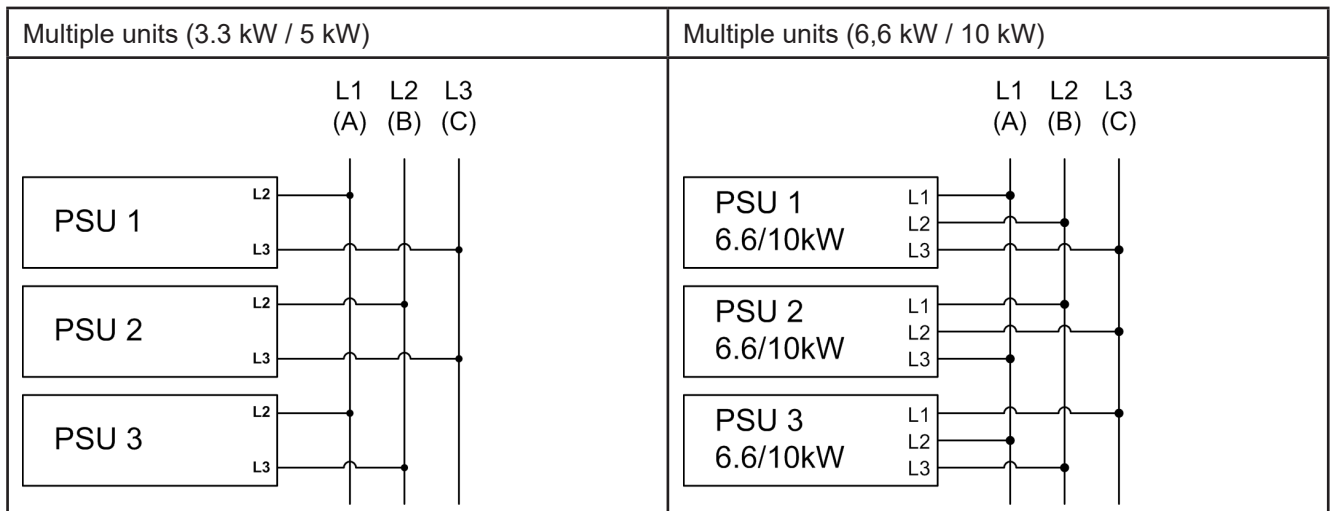 Multiple units (3.3 kW / 5 kW)
L1 L2 L3
(A) (B) (C)
L2
PSU 1
L3
L2
PSU 2
L3
L2
PSU 3
L3
Multiple units (6,6 kW / 10 kW)
L1 L2 L3
(A) (B) (C)
PSU 1
6.6/10kW
L1
L2
L3
PSU 2
6.6/10kW
L1
L2
L3
PSU 3
6.6/10kW
L1
L2
L3